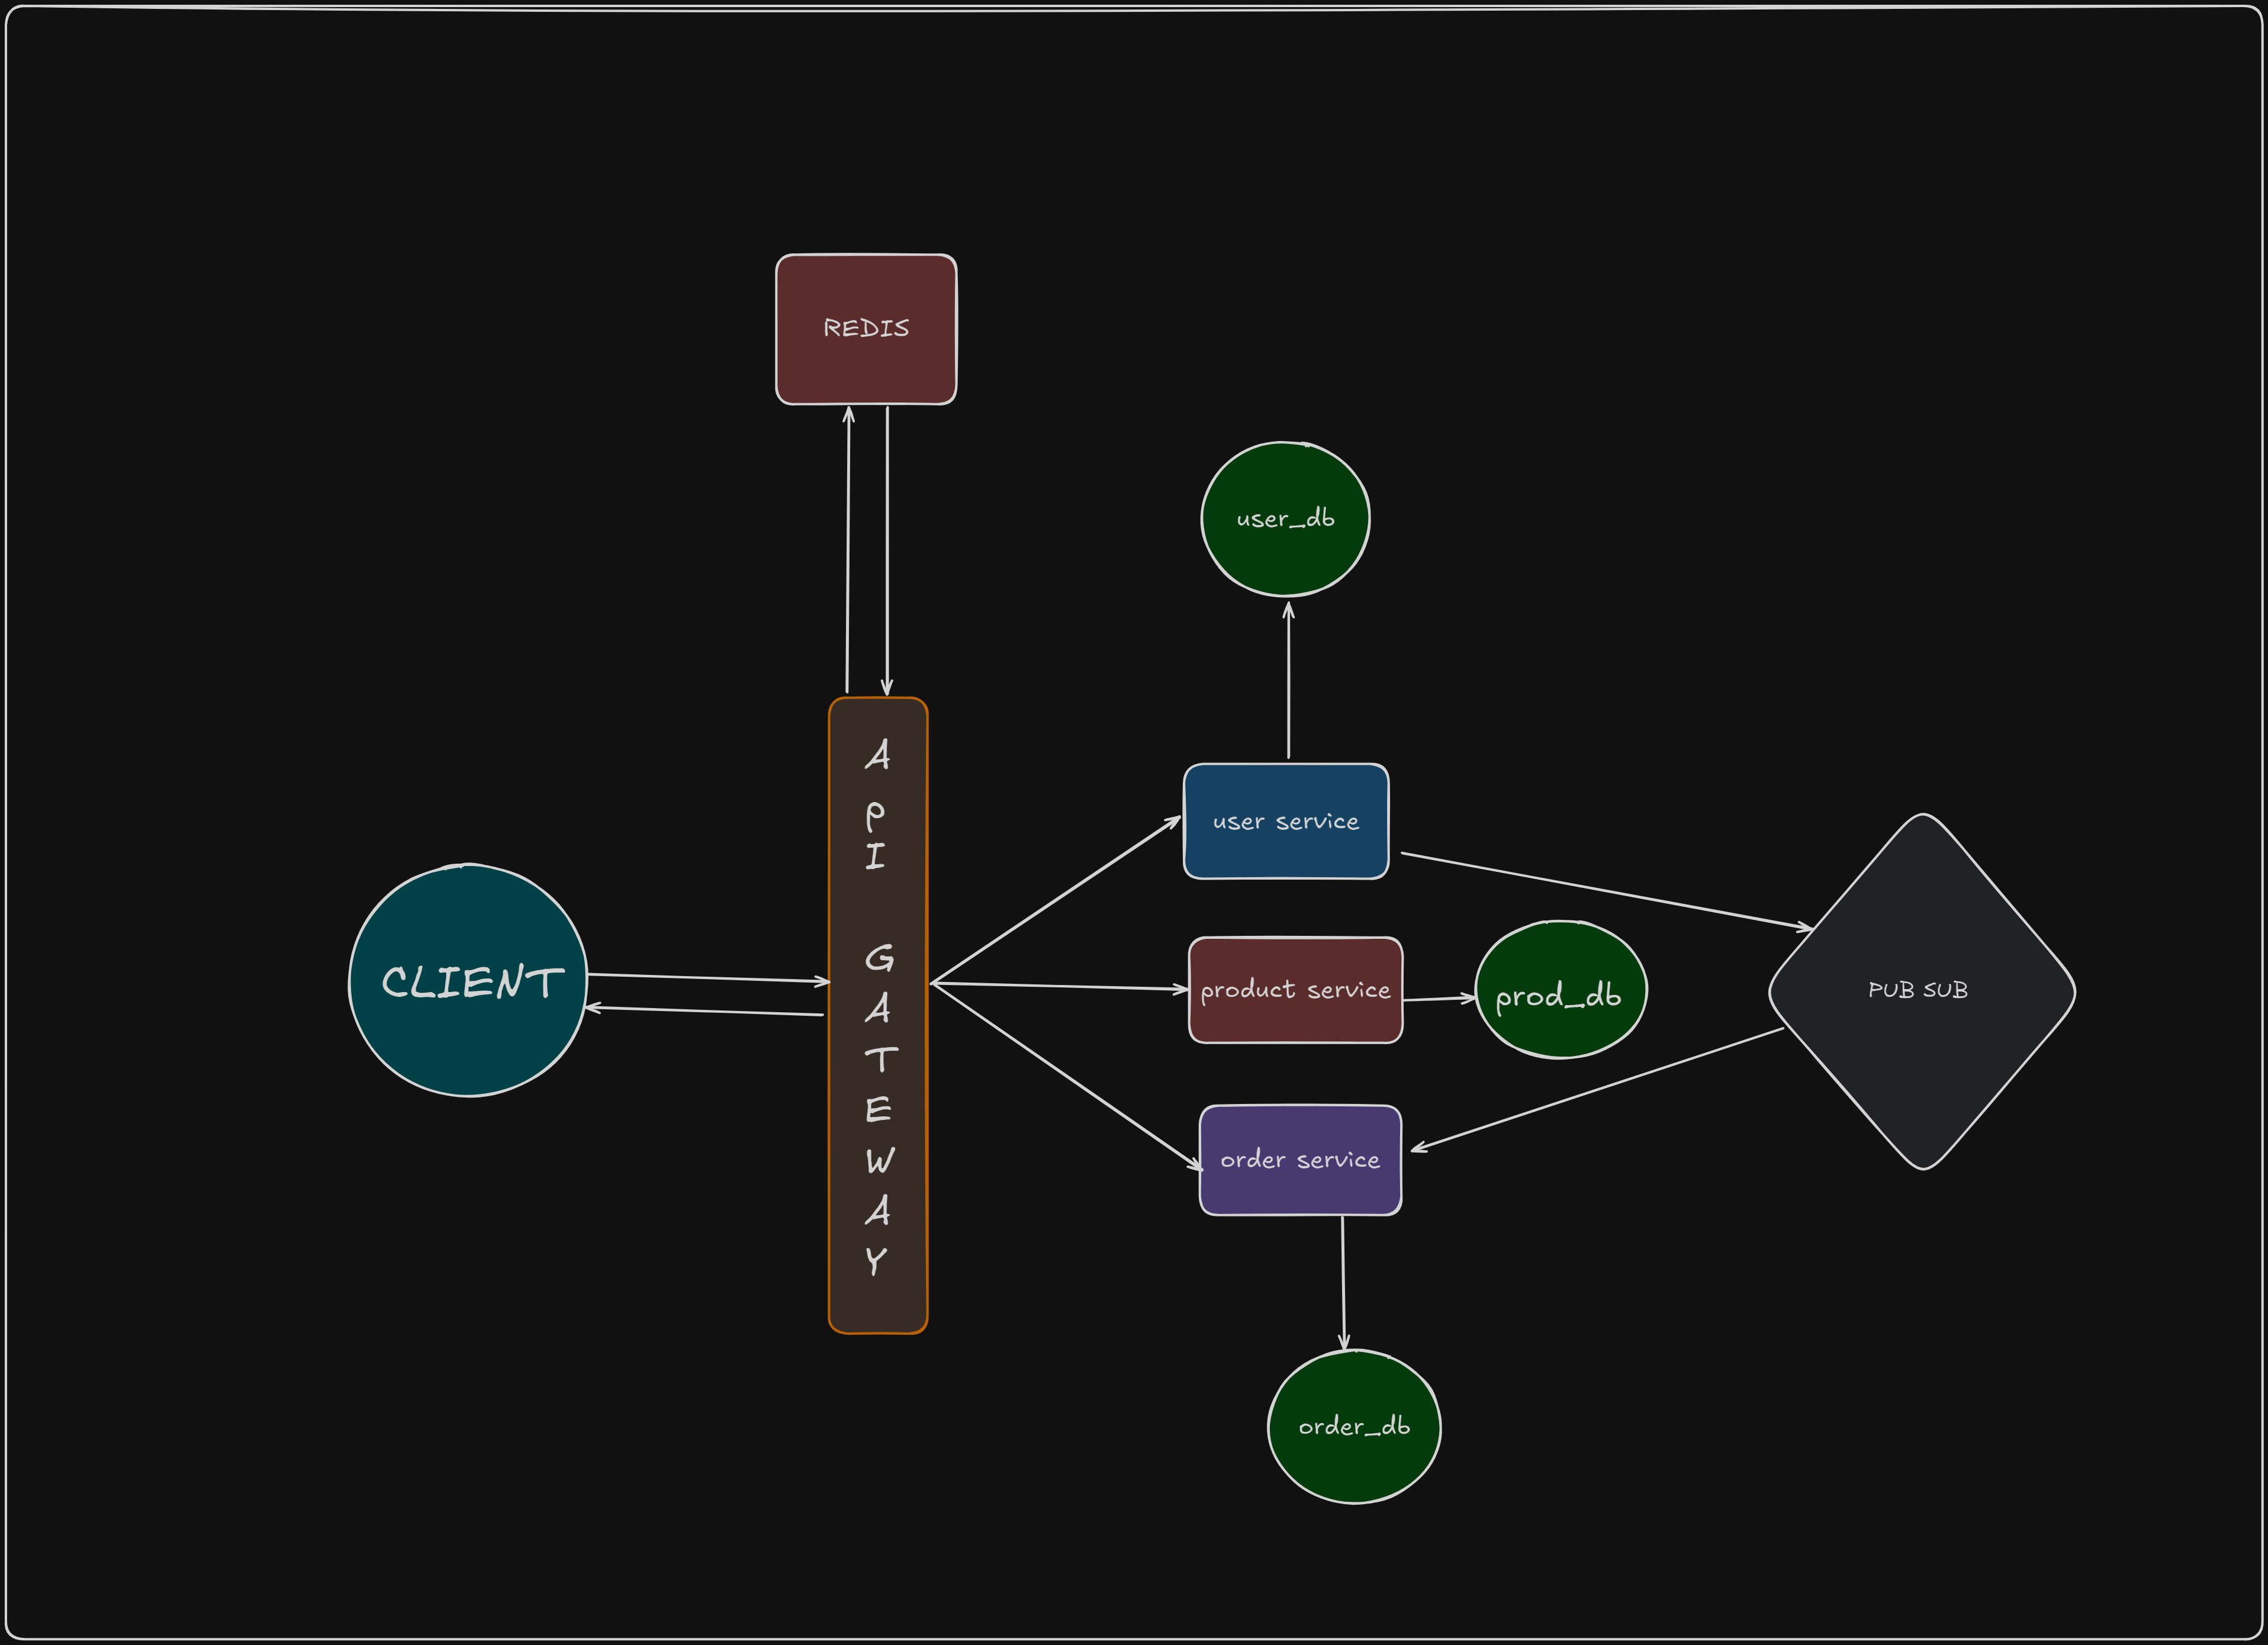 REDIS
user_db
A
P
I
G
A
T
E
W
A
Y
user service
CLIENT
product service
prod_db
PUB SUB
order service
order_db